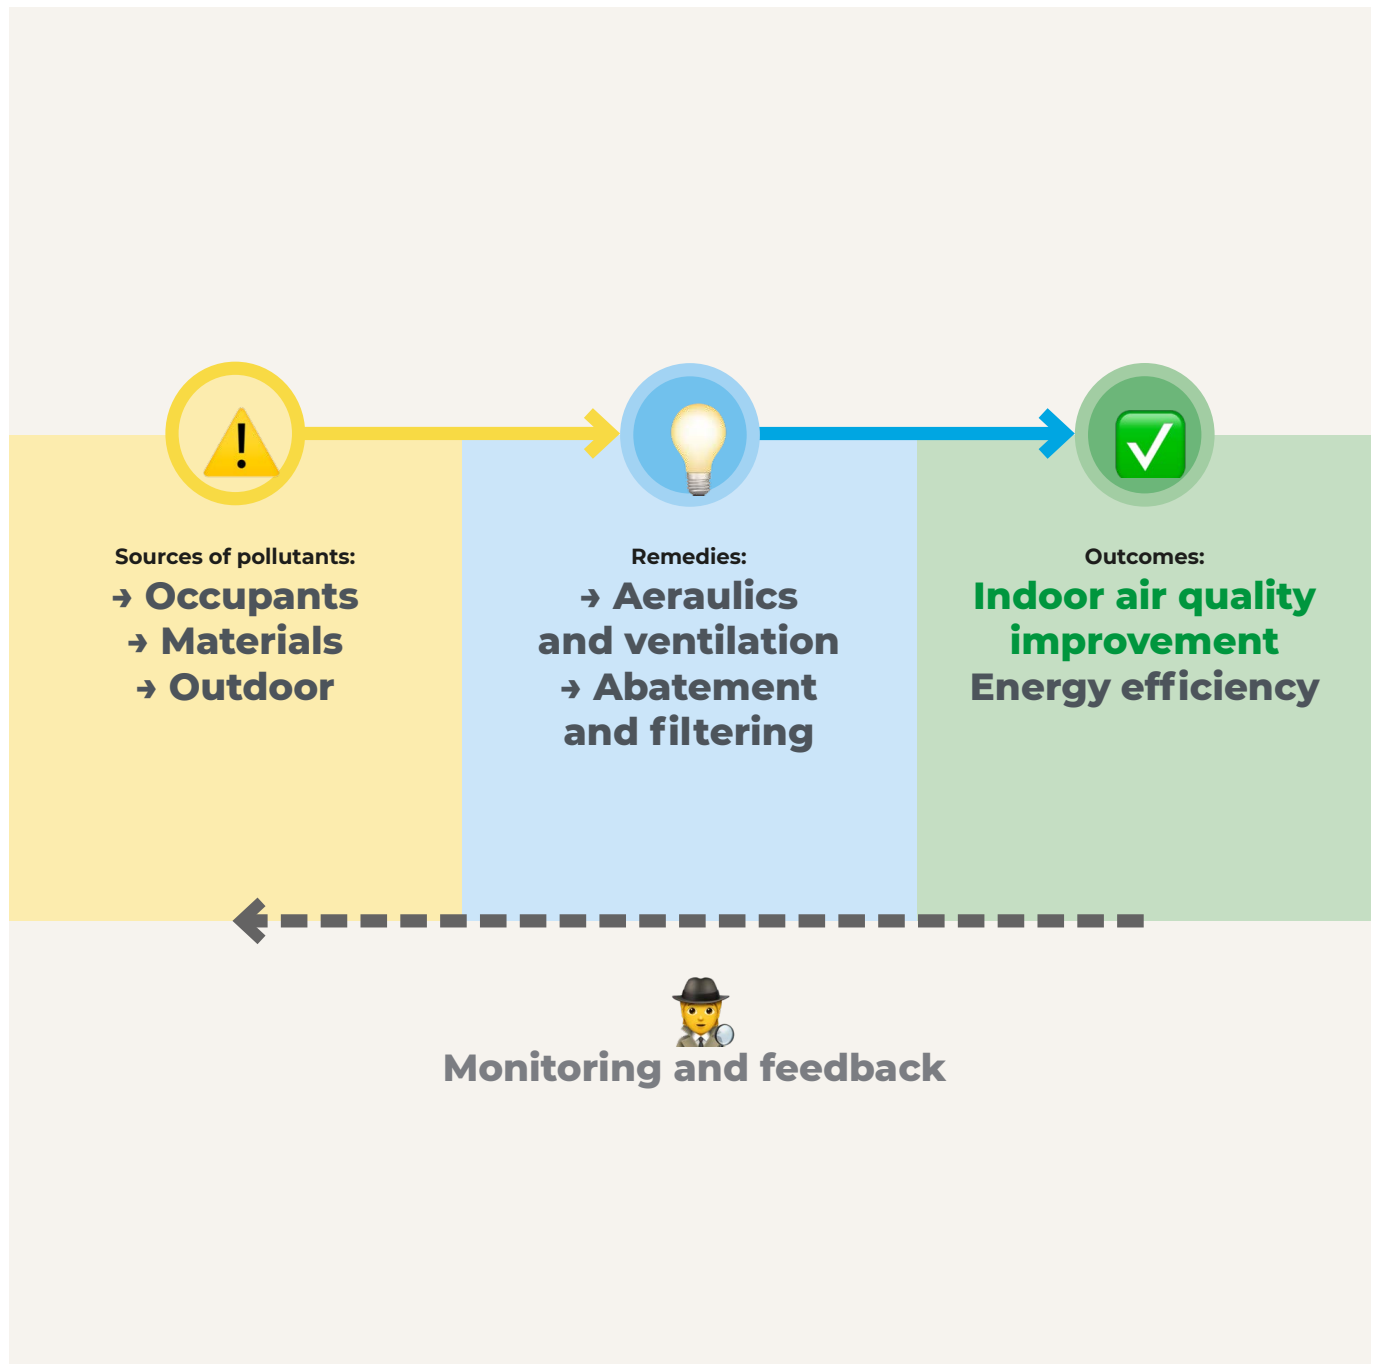 Sources of pollutants:
→ Occupants
→ Materials
→ Outdoor
Remedies:
→ Aeraulics
and ventilation
→ Abatement
and filtering
Outcomes:
Indoor air quality
improvement
Energy efficiency
Monitoring and feedback